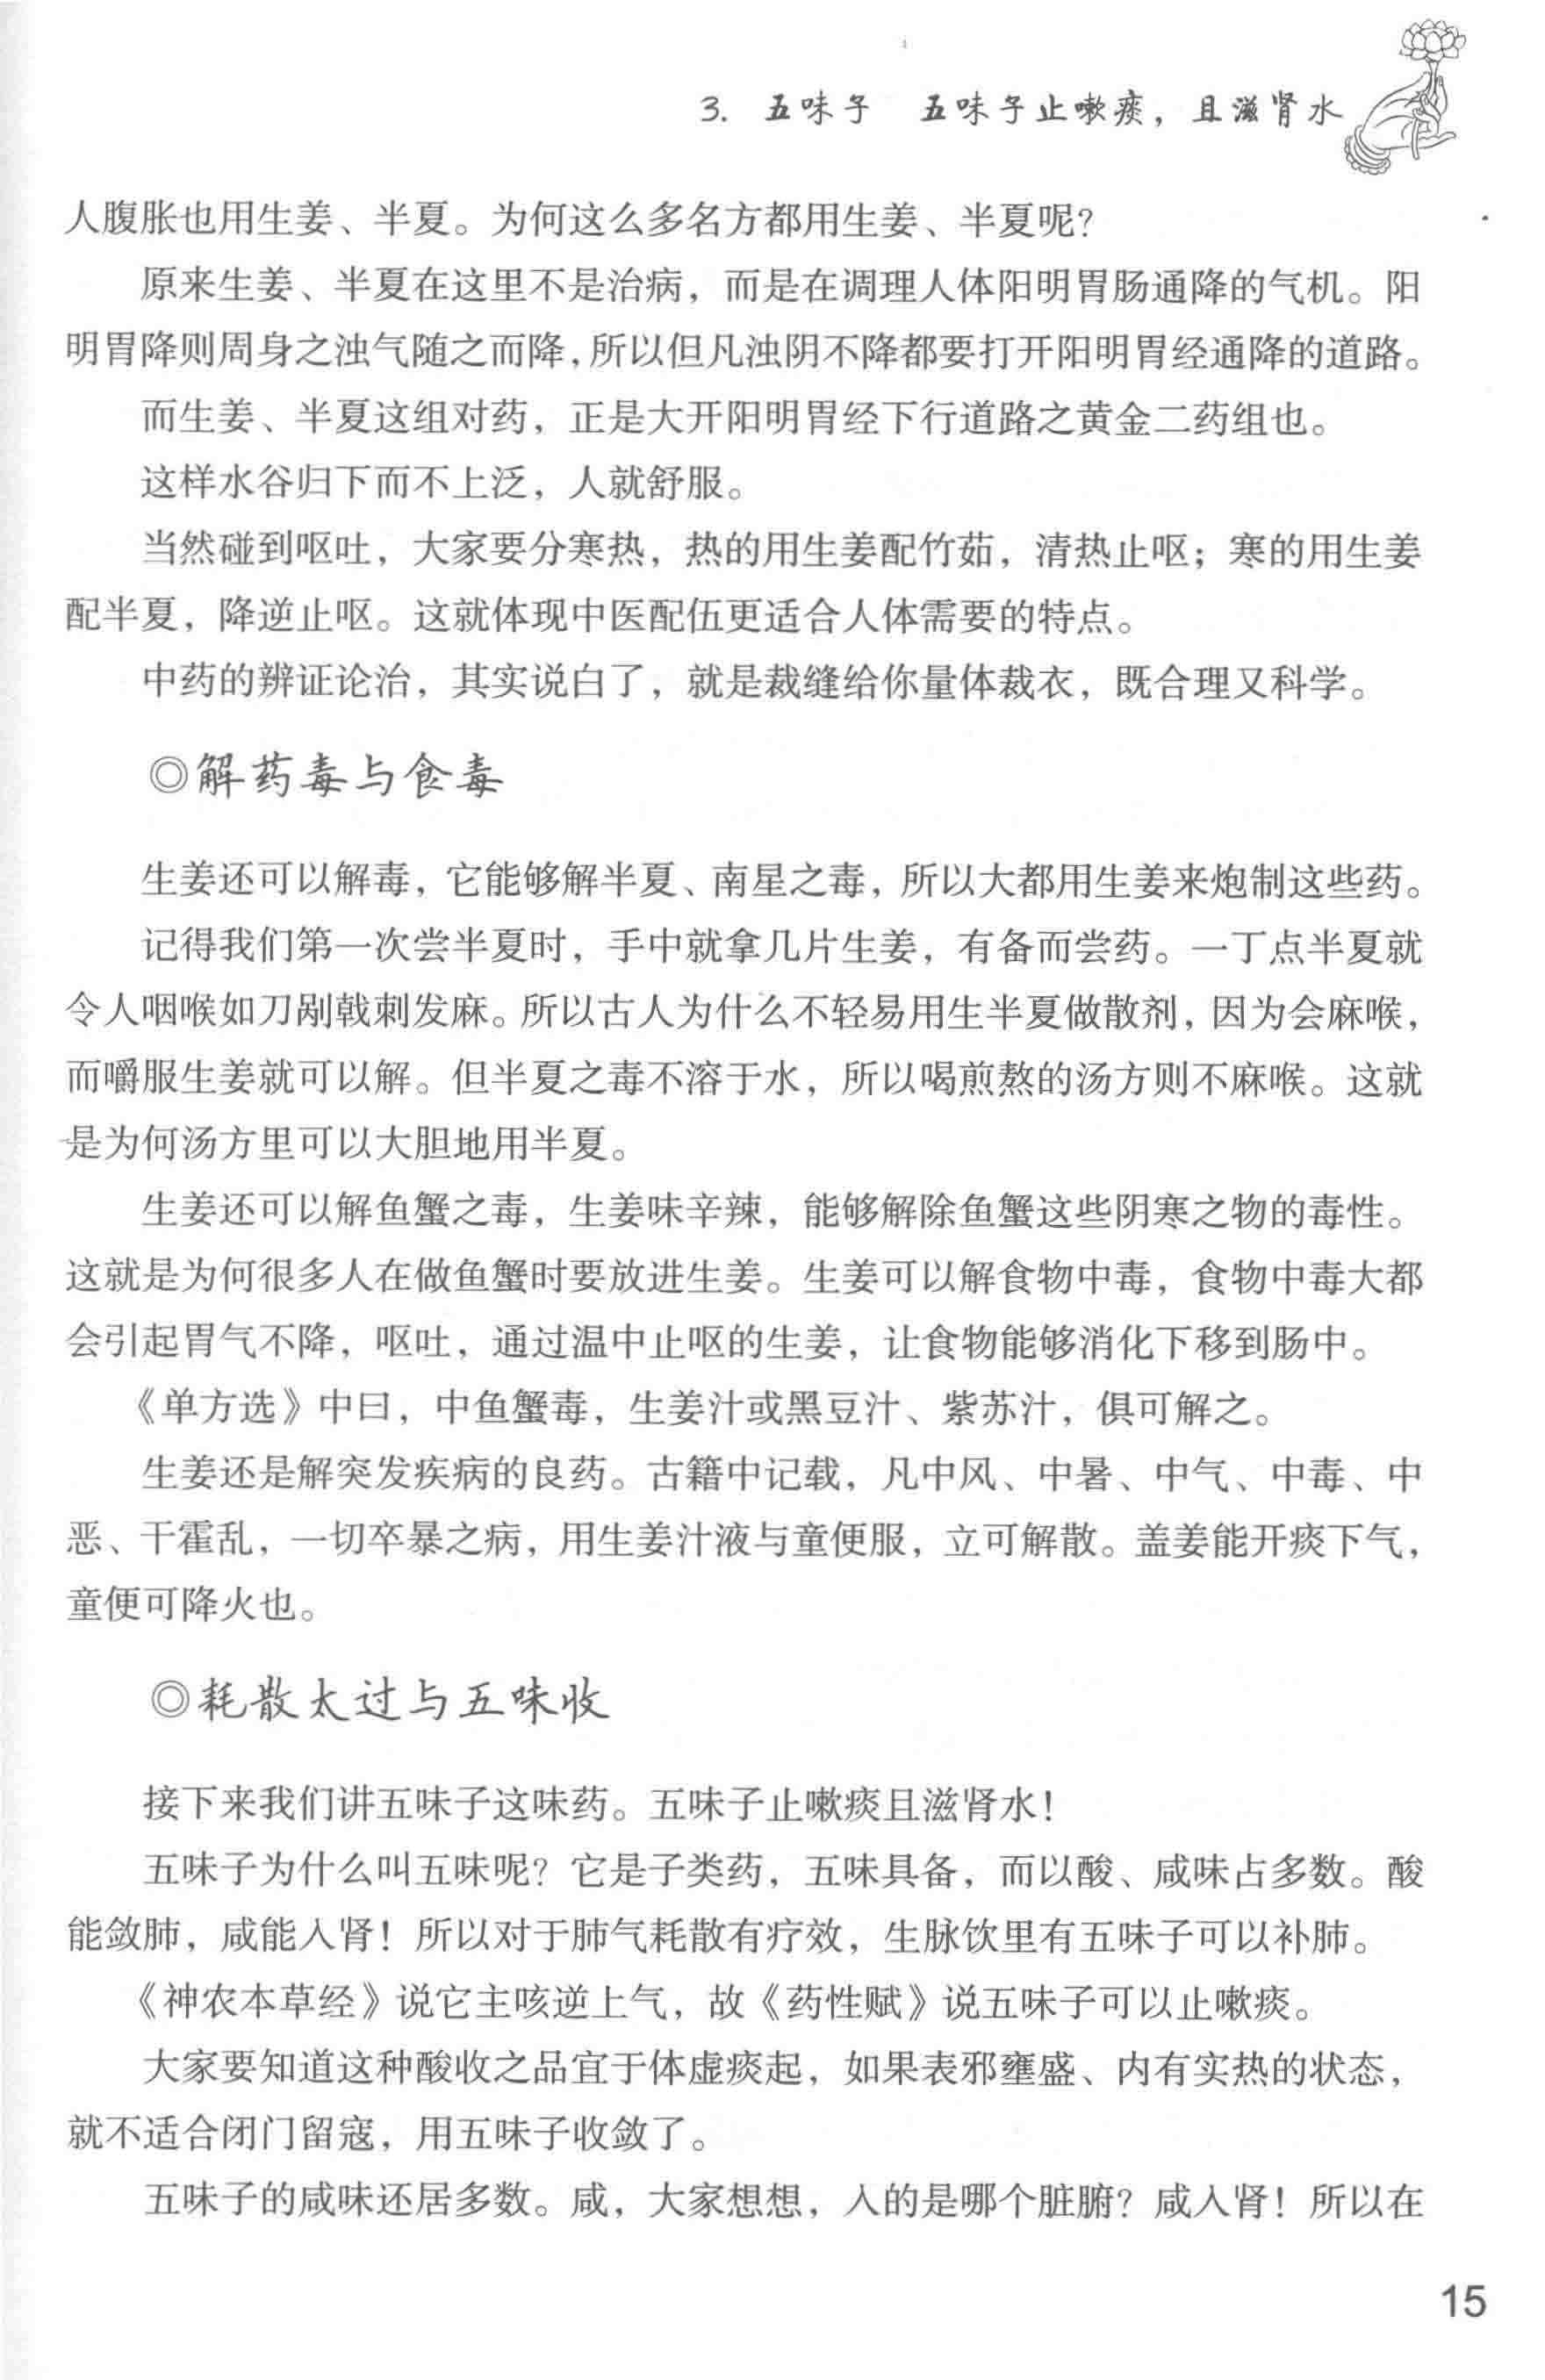 3. 五味子 五味子止嗽痰，且滋肾水
人腹胀也用生姜、半夏。为何这么多名方都用生姜、半夏呢？
原来生姜、半夏在这里不是治病，而是在调理人体阳明胃肠通降的气机。阳
明胃降则周身之浊气随之而降，所以但凡浊阴不降都要打开阳明胃经通降的道路。
而生姜、半夏这组对药，正是大开阳明胃经下行道路之黄金二药组也。
这样水谷归下而不上泛，人就舒服。
当然碰到呕吐，大家要分寒热，热的用生姜配竹茹，清热止呕；寒的用生姜
配半夏，降逆止呕。这就体现中医配伍更适合人体需要的特点。
中药的辨证论治，其实说白了，就是裁缝给你量体裁衣，既合理又科学。
◎解药毒与食毒
生姜还可以解毒，它能够解半夏、南星之毒，所以大都用生姜来炮制这些药。
记得我们第一次尝半夏时，手中就拿几片生姜，有备而尝药。一丁点半夏就
令人咽喉如刀剐戟刺发麻。所以古人为什么不轻易用生半夏做散剂，因为会麻喉，
而嚼服生姜就可以解。但半夏之毒不溶于水，所以喝煎熬的汤方则不麻喉。这就
是为何汤方里可以大胆地用半夏。
生姜还可以解鱼蟹之毒，生姜味辛辣，能够解除鱼蟹这些阴寒之物的毒性。
这就是为何很多人在做鱼蟹时要放进生姜。生姜可以解食物中毒，食物中毒大都
会引起胃气不降，呕吐，通过温中止呕的生姜，让食物能够消化下移到肠中。
《单方选》中曰，中鱼蟹毒，生姜汁或黑豆汁、紫苏汁，俱可解之。
生姜还是解突发疾病的良药。古籍中记载，凡中风、中暑、中气、中毒、中
恶、干霍乱，一切卒暴之病，用生姜汁液与童便服，立可解散。盖姜能开痰下气，
童便可降火也。
◎耗散太过与五味收
接下来我们讲五味子这味药。五味子止嗽痰且滋肾水！
五味子为什么叫五味呢？它是子类药，五味具备，而以酸、咸味占多数。酸
能敛肺，咸能入肾！所以对于肺气耗散有疗效，生脉饮里有五味子可以补肺。
《神农本草经》说它主咳逆上气，故《药性赋》说五味子可以止嗽痰。
大家要知道这种酸收之品宜于体虚痰起，如果表邪壅盛、内有实热的状态，
就不适合闭门留寇，用五味子收敛了。
五味子的咸味还居多数。咸，大家想想，入的是哪个脏腑？咸入肾！所以在
15